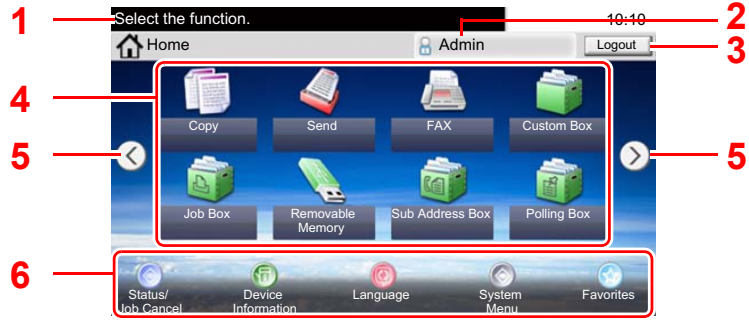 1
Select the function.
10:10
2
Home
Admin
Logout
3
4
Copy
Send
FAX
Custom Box
5
5
Job Box
Removable
Memory
Sub Address Box
Polling Box
6
Status/
Job Cancel
Device
Information
Language
System
Menu
Favorites